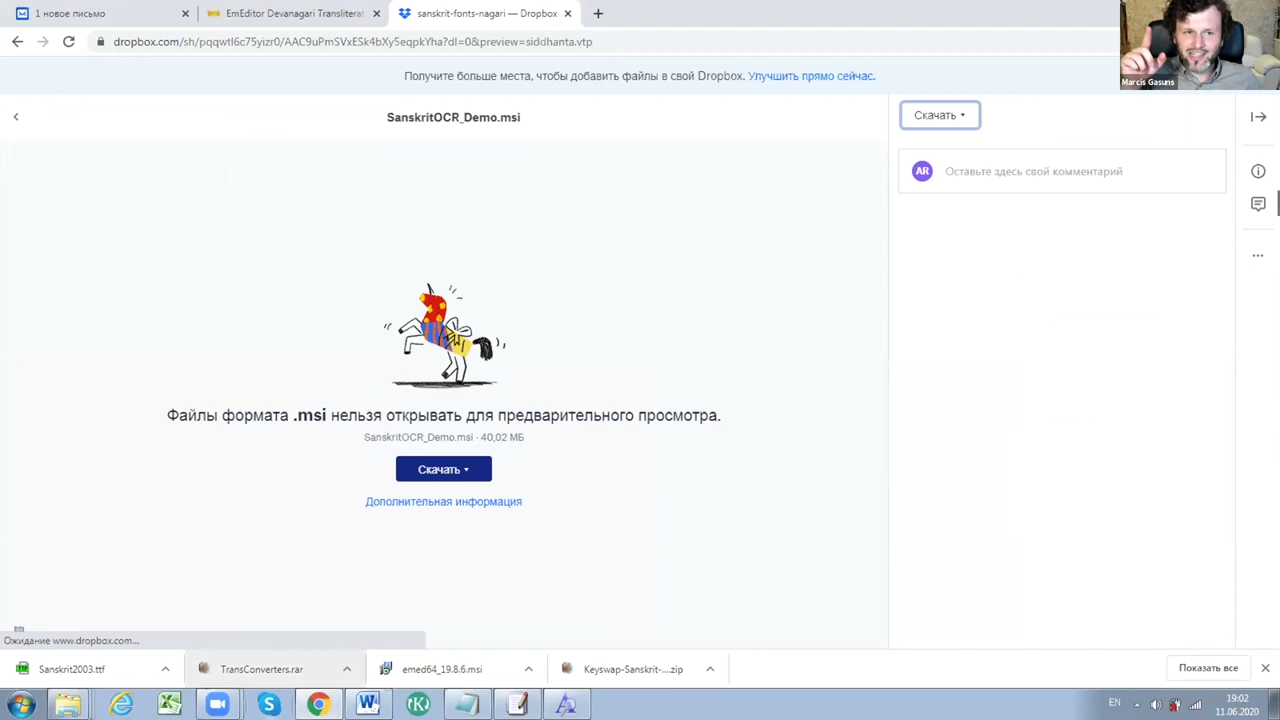 1 новое письмо
EmEditor Devanagari Transliterat
sanskrit-fonts-nagari — Dropbox
dropbox.com/sh/pqqwtl6c75yizr0/AAC9uPmSVxESk4bXy5eqpkYha?dl=0&preview=siddhanta.vtp
Marcis Gasuns
Получите больше места, чтобы добавить файлы в свой Dropbox. Улучшить прямо сейчас.
SanskritOCR_Demo.msi
Скачать
AR
Оставьте здесь свой комментарий
Файлы формата .msi нельзя открывать для предварительного просмотра.
SanskritOCR_Demo.msi · 40,02 МБ
Скачать
Дополнительная информация
Ожидание www.dropbox.com...
Sanskrit2003.ttf
TransConverters.rar
emed64_19.8.6.msi
Keyswap-Sanskrit-....zip
Показать все
EN
19:02
11.06.2020